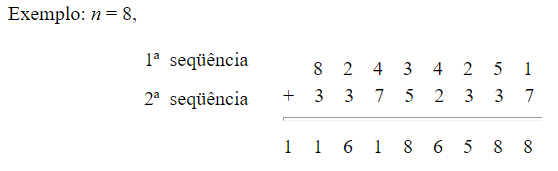 Exemplo: n = 8,
1ª seqüência 8 2 4 3 4 2 5 1
2ª seqüência + 3 3 7 5 2 3 3 7
1 1 6 1 8 6 5 8 8